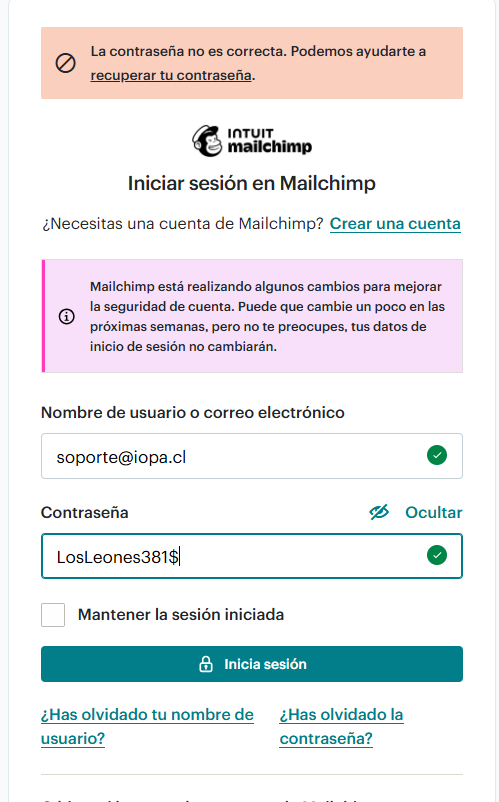 La contraseña no es correcta. Podemos ayudarte a
recuperar tu contraseña.
INTUIT
mailchimp
Iniciar sesión en Mailchimp
¿Necesitas una cuenta de Mailchimp? Crear una cuenta
Mailchimp está realizando algunos cambios para mejorar
la seguridad de cuenta. Puede que cambie un poco en las
próximas semanas, pero no te preocupes, tus datos de
inicio de sesión no cambiarán.
Nombre de usuario o correo electrónico
soporte@iopa.cl
Contraseña Ocultar
LosLeones381$
Mantener la sesión iniciada
Inicia sesión
¿Has olvidado tu nombre de usuario?
¿Has olvidado la contraseña?